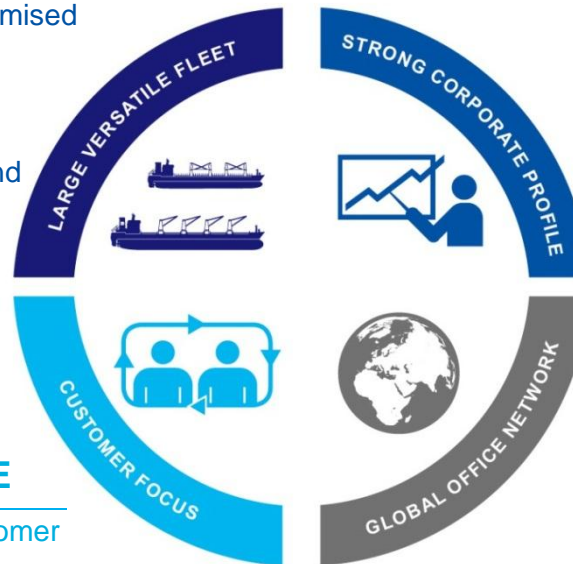 mised
LARGE VERSATILE FLEET
STRONG CORPORATE PROFILE
nd
CUSTOMER FOCUS
GLOBAL OFFICE NETWORK
E
omer